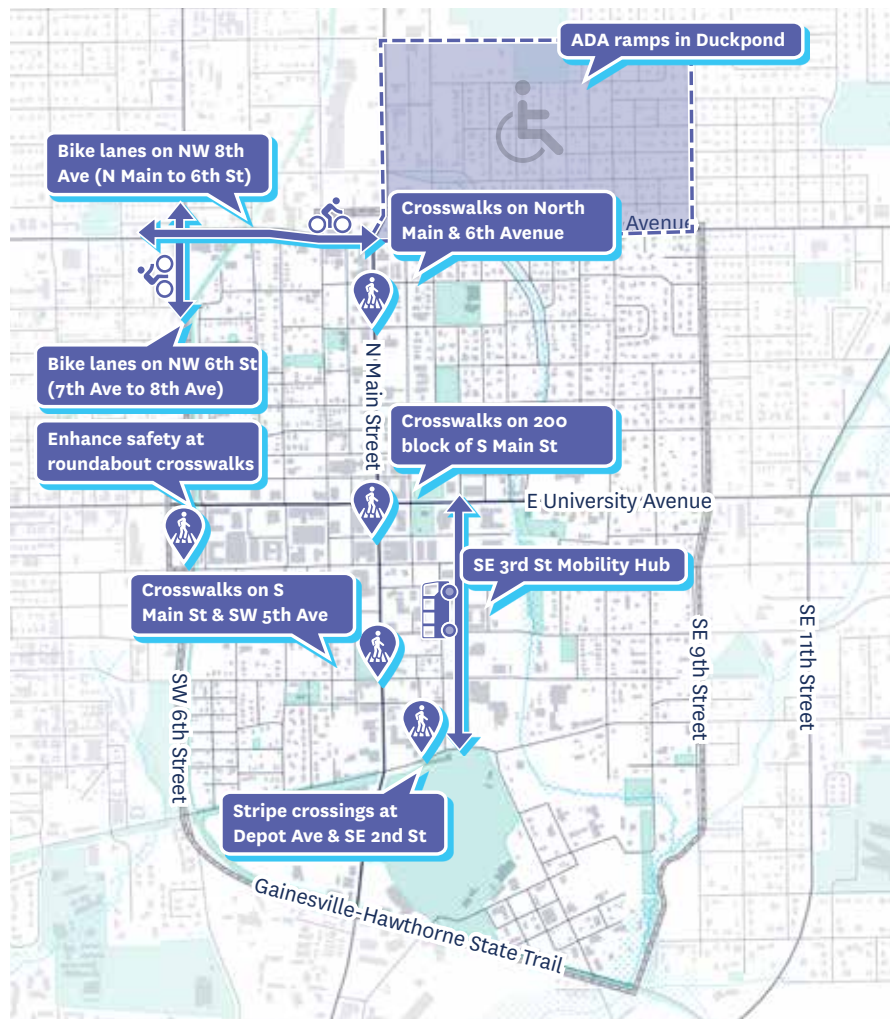 ADA ramps in Duckpond
Bike lanes on NW 8th
Ave (N Main to 6th St)
Crosswalks on North
Main & 6th Avenue
Avenue
Bike lanes on NW 6th St
(7th Ave to 8th Ave)
N Main Street
Enhance safety at
roundabout crosswalks
Crosswalks on 200
block of S Main St
E University Avenue
SE 3rd St Mobility Hub
Crosswalks on S
Main St & SW 5th Ave
SW 6th Street
SE 9th Street
SE 11th Street
Stripe crossings at
Depot Ave & SE 2nd St
Gainesville-Hawthorne State Trail